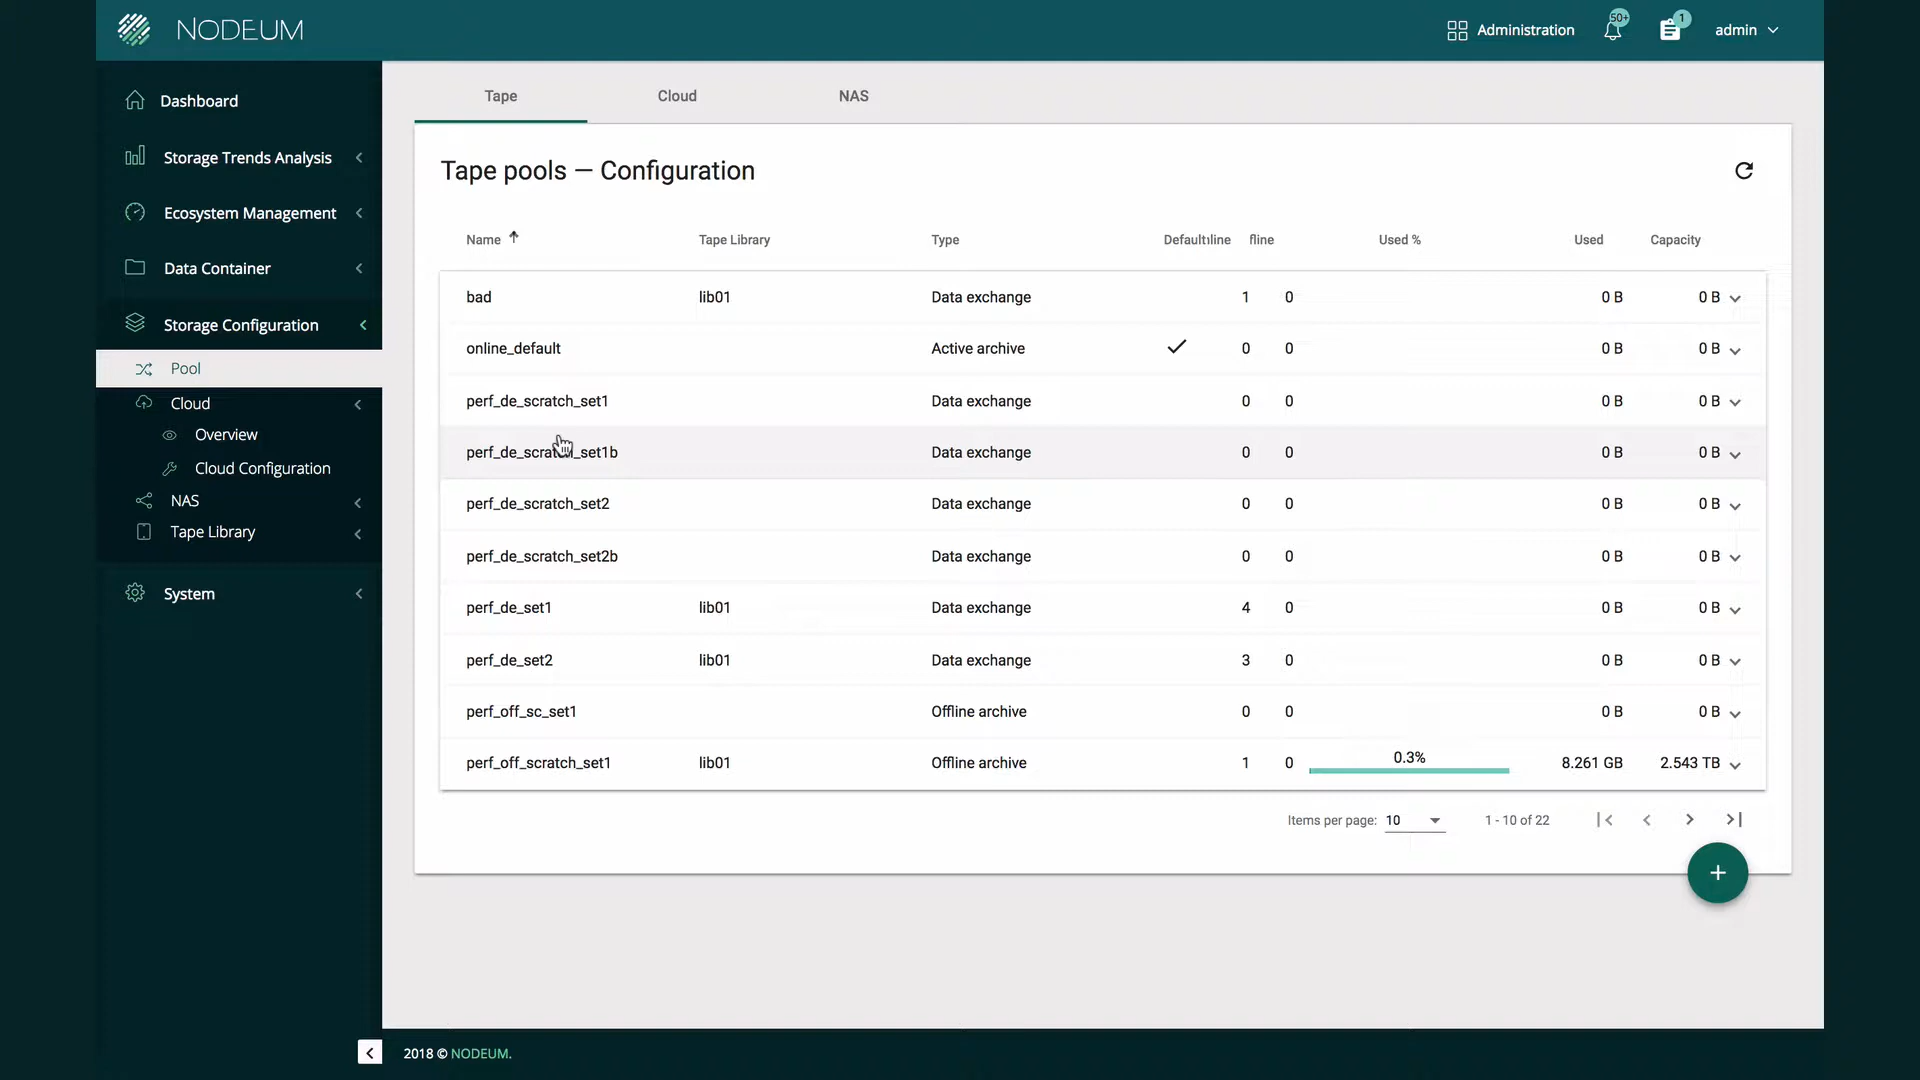 NODEUM
Administration
50+
1
admin
Dashboard
Storage Trends Analysis
Ecosystem Management
Data Container
Storage Configuration
Pool
Cloud
Overview
Cloud Configuration
NAS
Tape Library
System
Tape Cloud NAS
Tape pools — Configuration
Name Tape Library Type Default line fline Used % Used Capacity
bad lib01 Data exchange 1 0 0 B 0 B
online_default Active archive 0 0 0 B 0 B
perf_de_scratch_set1 Data exchange 0 0 0 B 0 B
perf_de_scratch_set1b Data exchange 0 0 0 B 0 B
perf_de_scratch_set2 Data exchange 0 0 0 B 0 B
perf_de_scratch_set2b Data exchange 0 0 0 B 0 B
perf_de_set1 lib01 Data exchange 4 0 0 B 0 B
perf_de_set2 lib01 Data exchange 3 0 0 B 0 B
perf_off_sc_set1 Offline archive 0 0 0 B 0 B
perf_off_scratch_set1 lib01 Offline archive 1 0 0.3% 8.261 GB 2.543 TB
Items per page: 10 1 - 10 of 22
+
2018 © NODEUM.